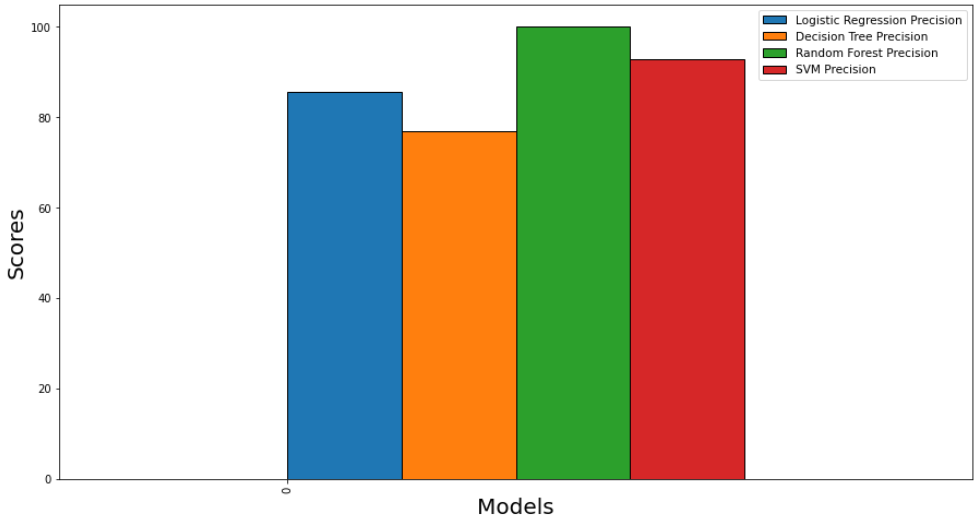 Logistic Regression Precision
Decision Tree Precision
Random Forest Precision
SVM Precision
100
80
60
40
20
0
Scores
0
Models